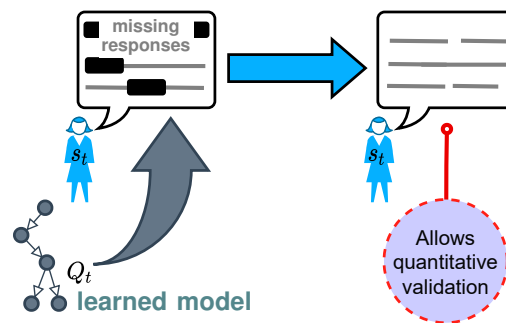 missing
responses
s_t
s_t
Q_t
learned model
Allows
quantitative
validation